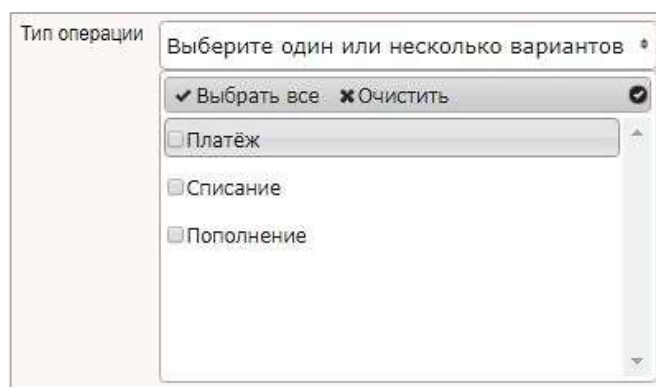 Тип операции
Выберите один или несколько вариантов
Выбрать все Очистить
Платёж
Списание
Пополнение